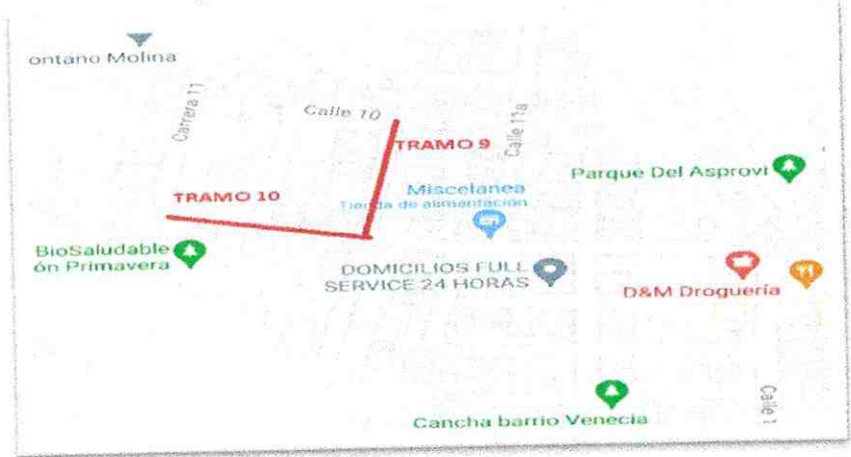 ontano Molina
Carrera 11
Calle 10
Calle 11a
TRAMO 9
Parque Del Asprovi
Miscelanea
Tienda de alimentación
TRAMO 10
BioSaludable
ón Primavera
DOMICILIOS FULL
SERVICE 24 HORAS
D&M Droguería
Cancha barrio Venecia
Calle 1